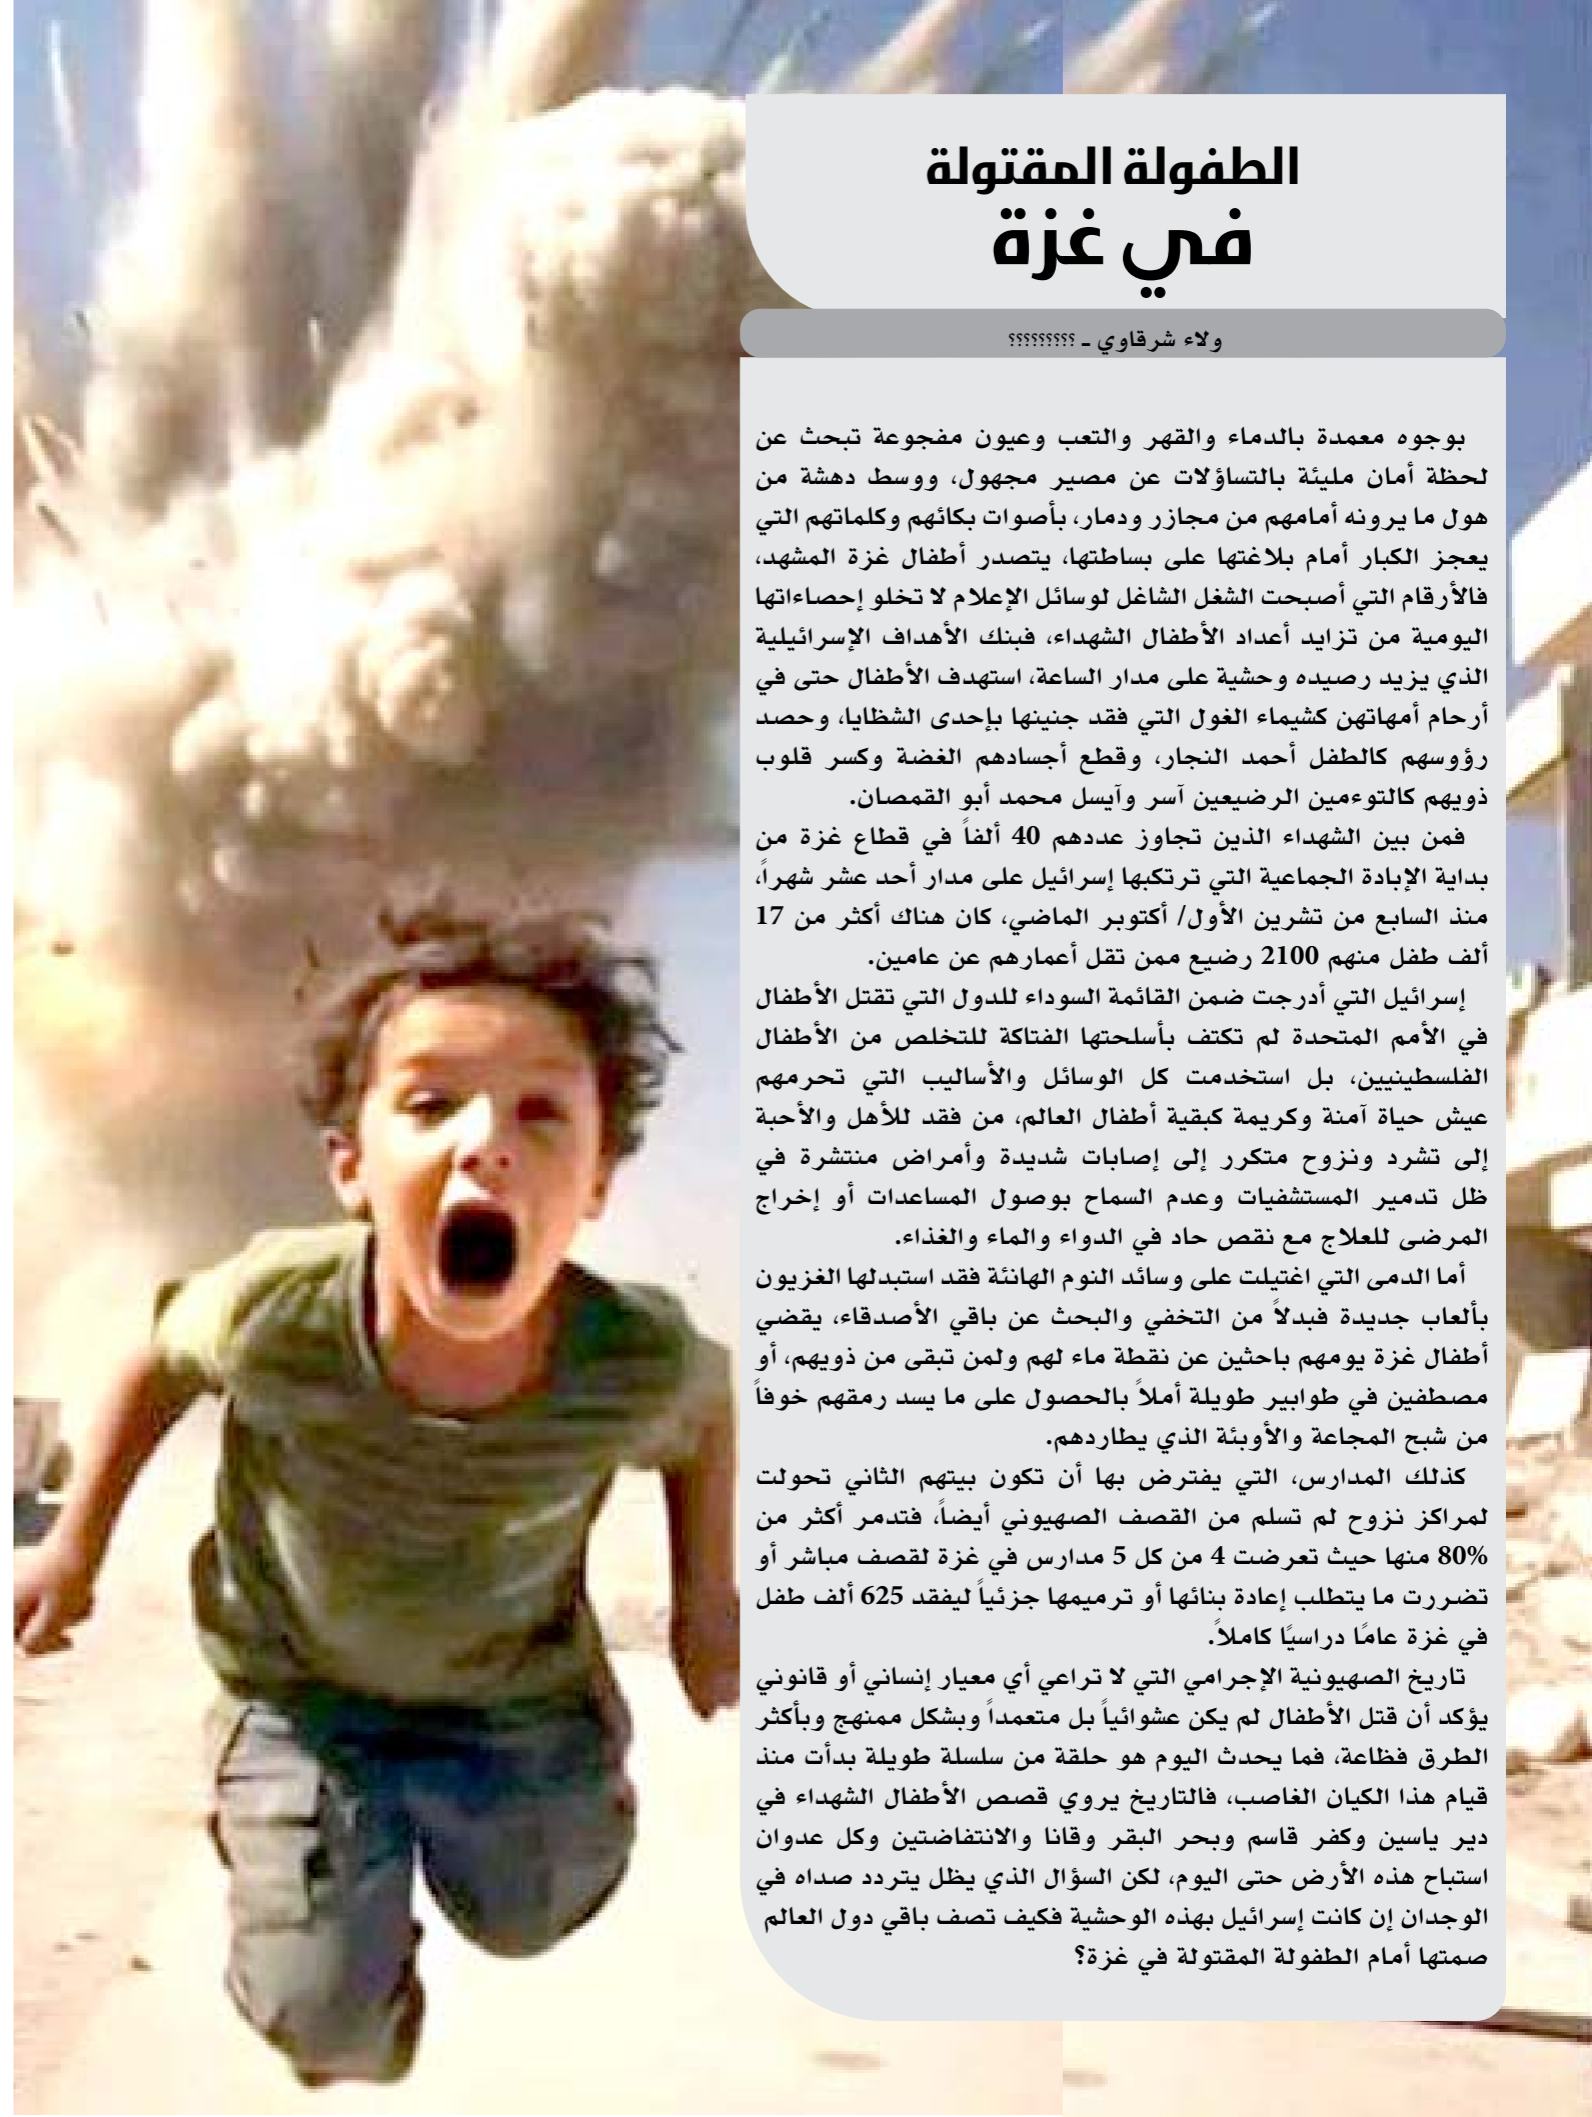 الطفولة المقتولة
في غزة
ولاء شرقاوي ـ ؟؟؟؟؟؟؟؟؟
بوجوه معمدة بالدماء والقهر والتعب وعيون مفجوعة تبحث عن
لحظة أمان مليئة بالتساؤلات عن مصير مجهول، ووسط دهشة من
هول ما يرونه أمامهم من مجازر ودمار، بأصوات بكائهم وكلماتهم التي
يعجز الكبار أمام بلاغتها على بساطتها، يتصدر أطفال غزة المشهد،
فالأرقام التي أصبحت الشغل الشاغل لوسائل الإعلام لا تخلو إحصاءاتها
اليومية من تزايد أعداد الأطفال الشهداء، فبنك الأهداف الإسرائيلية
الذي يزيد رصيده وحشية على مدار الساعة، استهدف الأطفال حتى في
أرحام أمهاتهن كشيماء الغول التي فقد جنينها بإحدى الشظايا، وحصد
رؤوسهم كالطفل أحمد النجار، وقطع أجسادهم الغضة وكسر قلوب
ذويهم كالتوءمين الرضيعين آسر وآيسل محمد أبو القمصان.
فمن بين الشهداء الذين تجاوز عددهم 40 ألفاً في قطاع غزة من
بداية الإبادة الجماعية التي ترتكبها إسرائيل على مدار أحد عشر شهراً،
منذ السابع من تشرين الأول/ أكتوبر الماضي، كان هناك أكثر من 17
ألف طفل منهم 2100 رضيع ممن تقل أعمارهم عن عامين.
إسرائيل التي أدرجت ضمن القائمة السوداء للدول التي تقتل الأطفال
في الأمم المتحدة لم تكتف بأسلحتها الفتاكة للتخلص من الأطفال
الفلسطينيين، بل استخدمت كل الوسائل والأساليب التي تحرمهم
عيش حياة آمنة وكريمة كبقية أطفال العالم، من فقد للأهل والأحبة
إلى تشرد ونزوح متكرر إلى إصابات شديدة وأمراض منتشرة في
ظل تدمير المستشفيات وعدم السماح بوصول المساعدات أو إخراج
المرضى للعلاج مع نقص حاد في الدواء والماء والغذاء.
أما الدمى التي اغتيلت على وسائد النوم الهانئة فقد استبدلها الغزيون
بألعاب جديدة فبدلاً من التخفي والبحث عن باقي الأصدقاء، يقضي
أطفال غزة يومهم باحثين عن نقطة ماء لهم ولمن تبقى من ذويهم، أو
مصطفين في طوابير طويلة أملاً بالحصول على ما يسد رمقهم خوفاً
من شبح المجاعة والأوبئة الذي يطاردهم.
كذلك المدارس، التي يفترض بها أن تكون بيتهم الثاني تحولت
لمراكز نزوح لم تسلم من القصف الصهيوني أيضاً، فتدمر أكثر من
80% منها حيث تعرضت 4 من كل 5 مدارس في غزة لقصف مباشر أو
تضررت ما يتطلب إعادة بنائها أو ترميمها جزئياً ليفقد 625 ألف طفل
في غزة عامًا دراسيًا كاملاً.
تاريخ الصهيونية الإجرامي التي لا تراعي أي معيار إنساني أو قانوني
يؤكد أن قتل الأطفال لم يكن عشوائياً بل متعمداً وبشكل ممنهج وبأكثر
الطرق فظاعة، فما يحدث اليوم هو حلقة من سلسلة طويلة بدأت منذ
قيام هذا الكيان الغاصب، فالتاريخ يروي قصص الأطفال الشهداء في
دير ياسين وكفر قاسم وبحر البقر وقانا والانتفاضتين وكل عدوان
استباح هذه الأرض حتى اليوم، لكن السؤال الذي يظل يتردد صداه في
الوجدان إن كانت إسرائيل بهذه الوحشية فكيف تصف باقي دول العالم
صمتها أمام الطفولة المقتولة في غزة؟